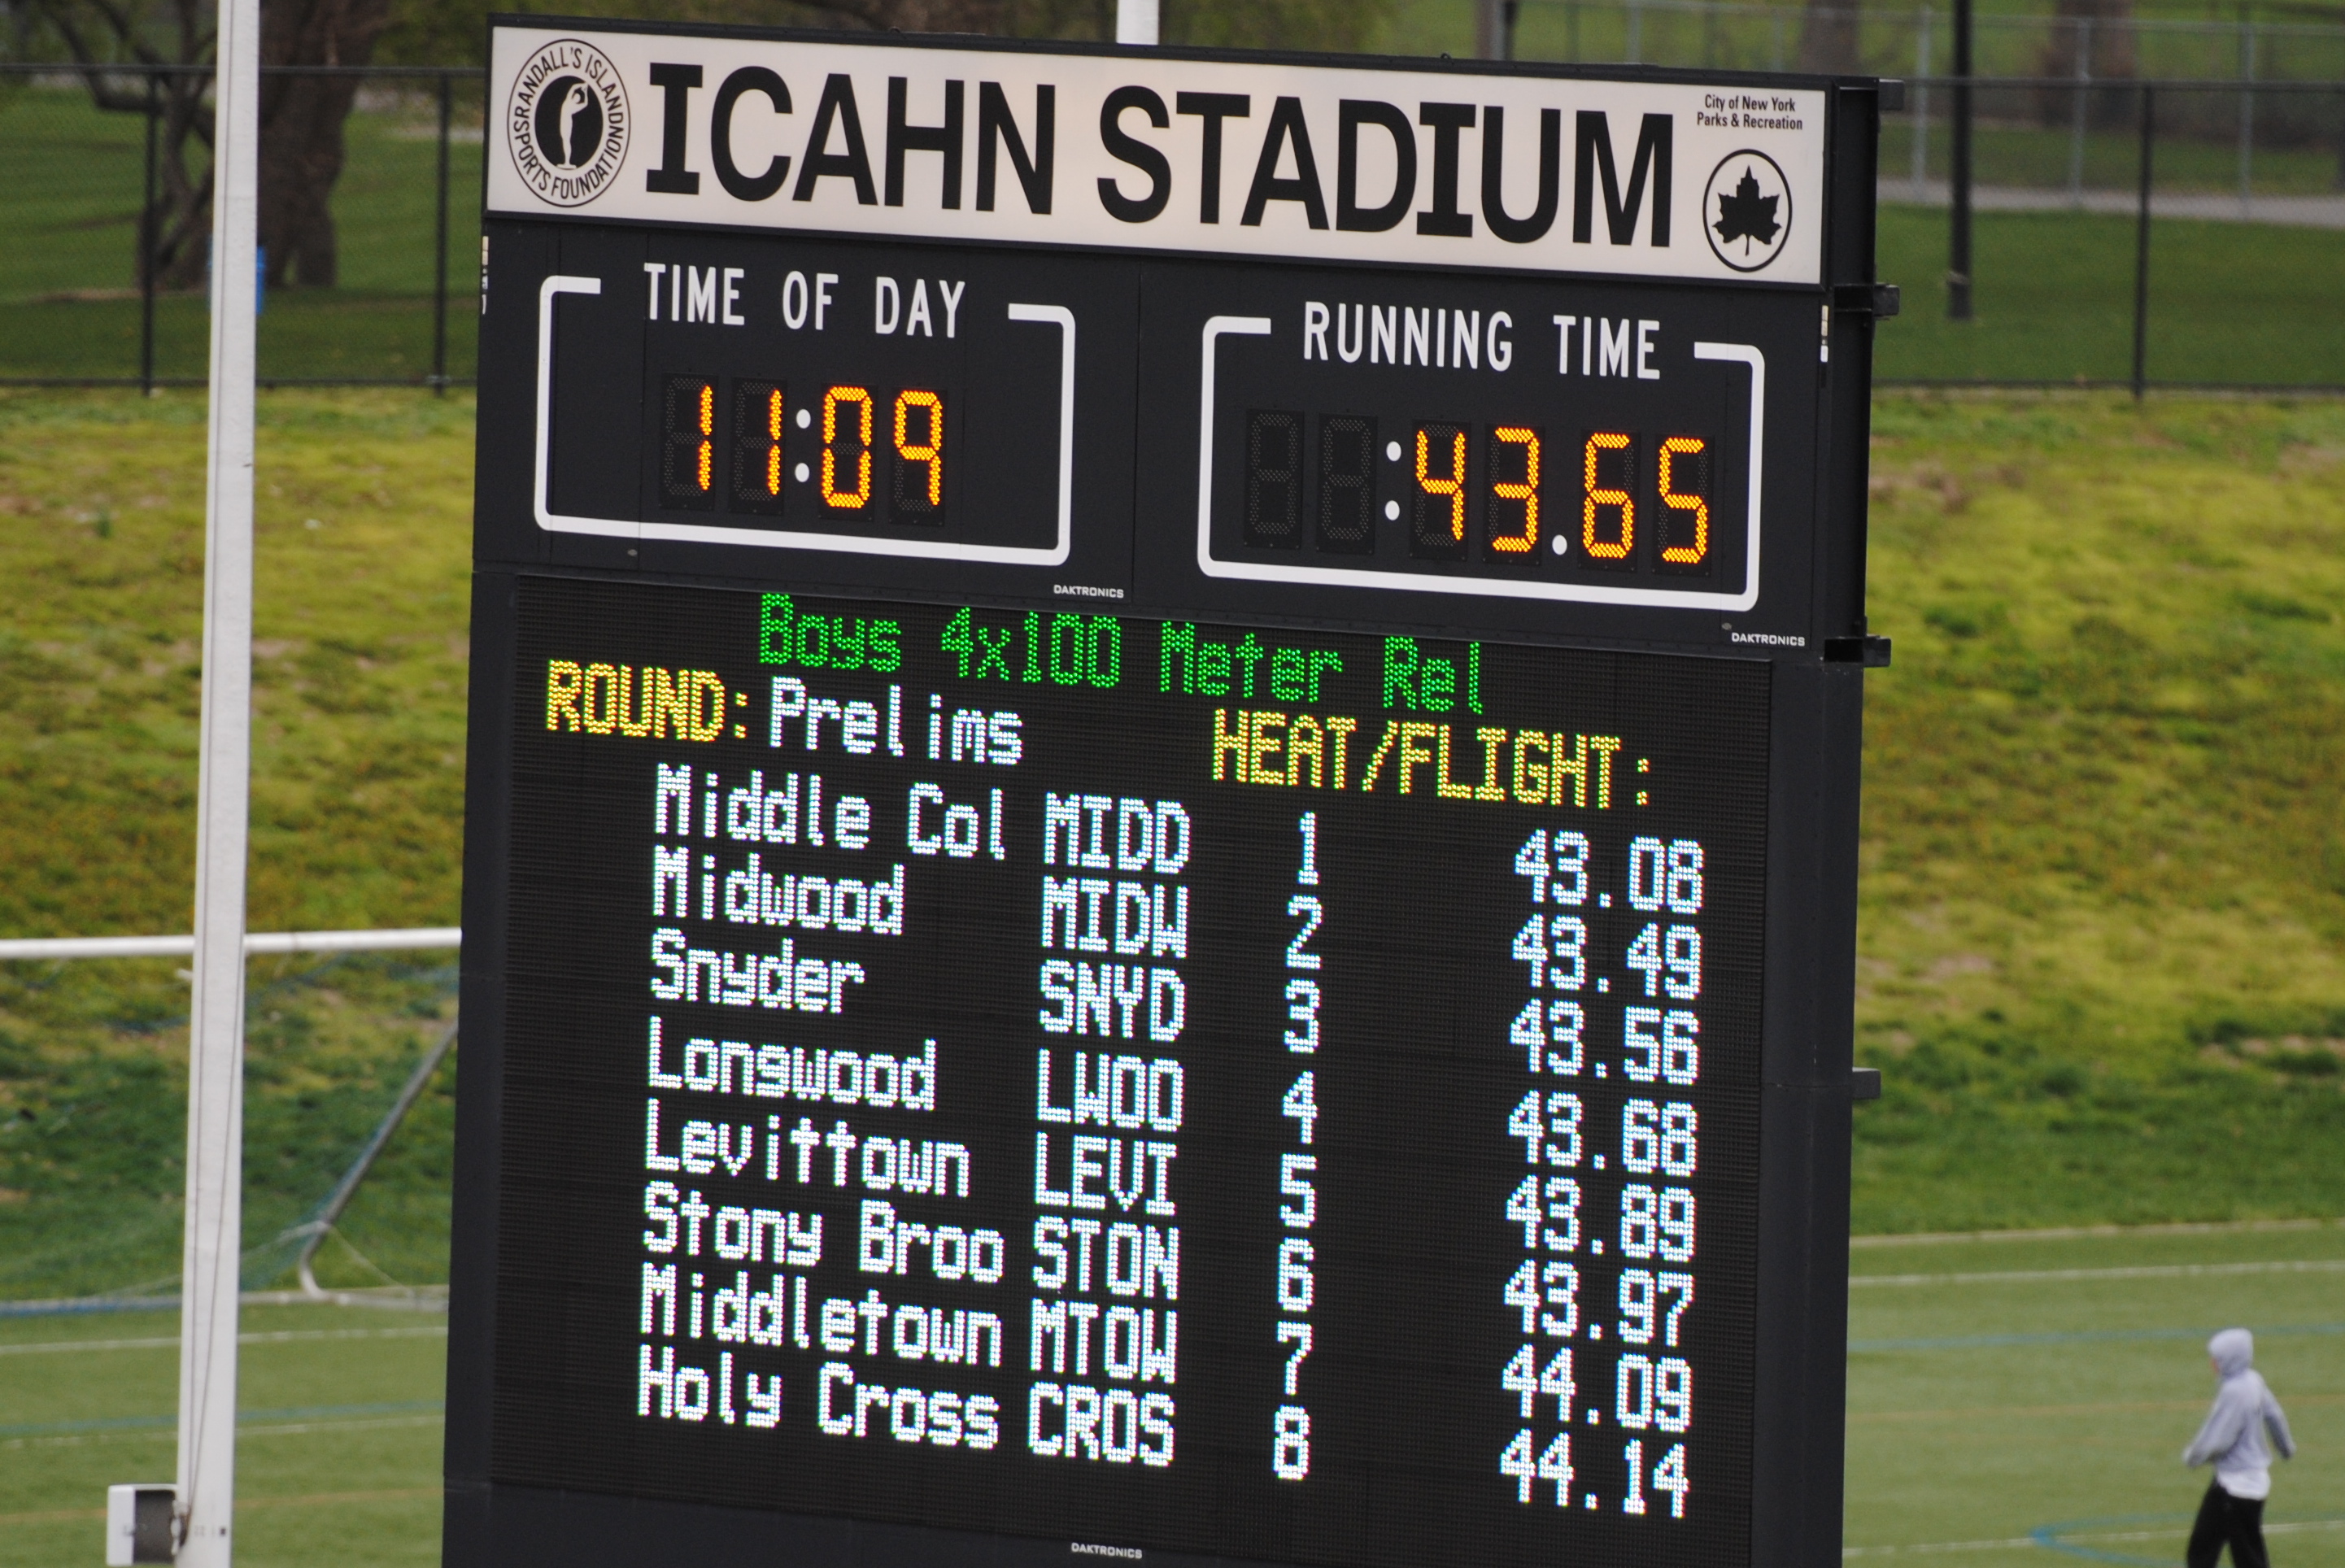 RANDALL'S ISLAND
SPORTS FOUNDATION
ICAHN STADIUM
City of New York
Parks & Recreation
TIME OF DAY
11:09
RUNNING TIME
:43.65
DAKTRONICS
DAKTRONICS
Boys 4x100 Meter Rel
ROUND: Prelims HEAT/FLIGHT:
Middle Col MIDD 1 43.08
Midwood MIDW 2 43.49
Snyder SNYD 3 43.56
Longwood LWOO 4 43.68
Levittown LEVI 5 43.89
Stony Broo STON 6 43.97
Middletown MTOW 7 44.09
Holy Cross CROS 8 44.14
DAKTRONICS